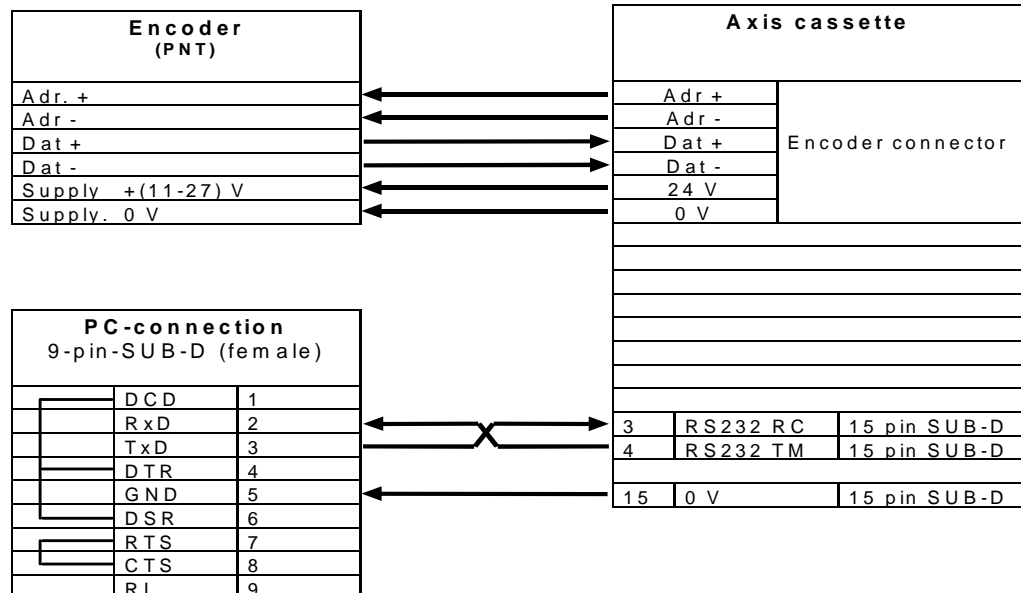 Encoder
(PNT)
Adr. +
Adr -
Dat +
Dat -
Supply +(11-27) V
Supply. 0 V
Axis cassette
Adr +
Adr -
Dat +
Dat -
24 V
0 V
Encoder connector
PC-connection
9-pin-SUB-D (female)
DCD 1
RxD 2
TxD 3
DTR 4
GND 5
DSR 6
RTS 7
CTS 8
RI 9
3 RS232 RC 15 pin SUB-D
4 RS232 TM 15 pin SUB-D
15 0 V 15 pin SUB-D